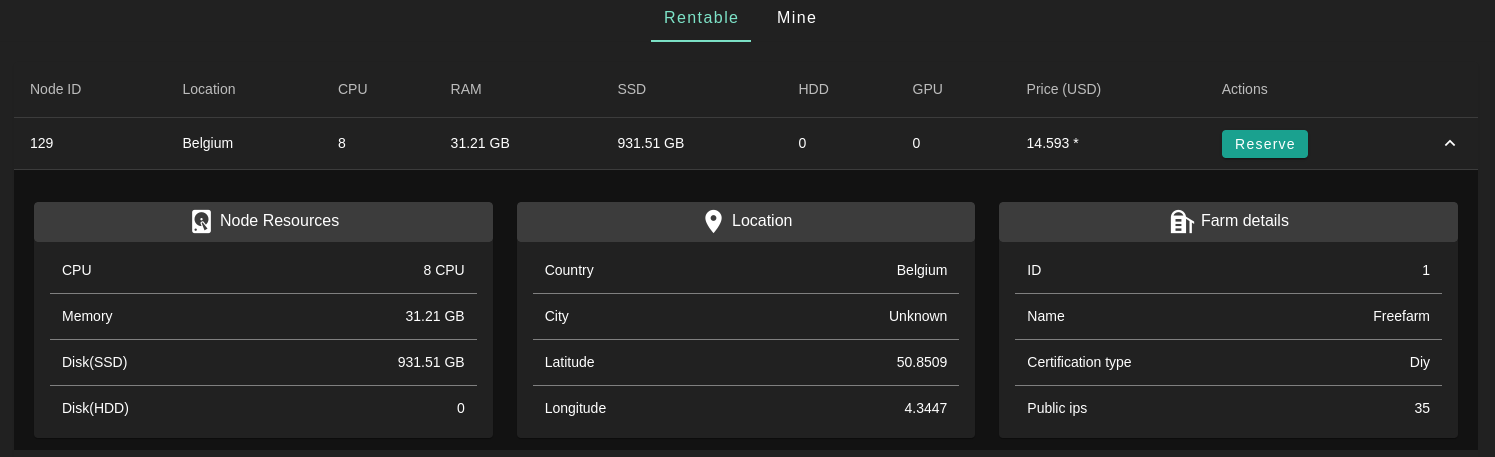 Rentable Mine
Node ID Location CPU RAM SSD HDD GPU Price (USD) Actions
129 Belgium 8 31.21 GB 931.51 GB 0 0 14.593 * Reserve
Node Resources
CPU 8 CPU
Memory 31.21 GB
Disk(SSD) 931.51 GB
Disk(HDD) 0
Location
Country Belgium
City Unknown
Latitude 50.8509
Longitude 4.3447
Farm details
ID 1
Name Freefarm
Certification type Diy
Public ips 35